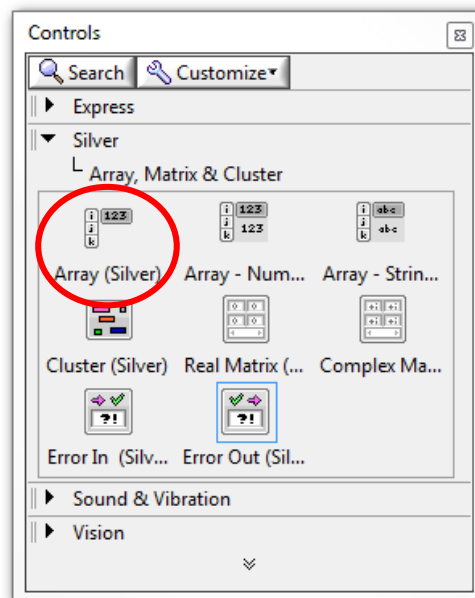 Controls
Search Customize
Express
Silver
Array, Matrix & Cluster
i 123 i 123 i abc
j j 123 j abc
k k k
Array (Silver) Array - Num... Array - Strin...
Cluster (Silver) Real Matrix (... Complex Ma...
?! ?!
Error In (Silv... Error Out (Sil...
Sound & Vibration
Vision